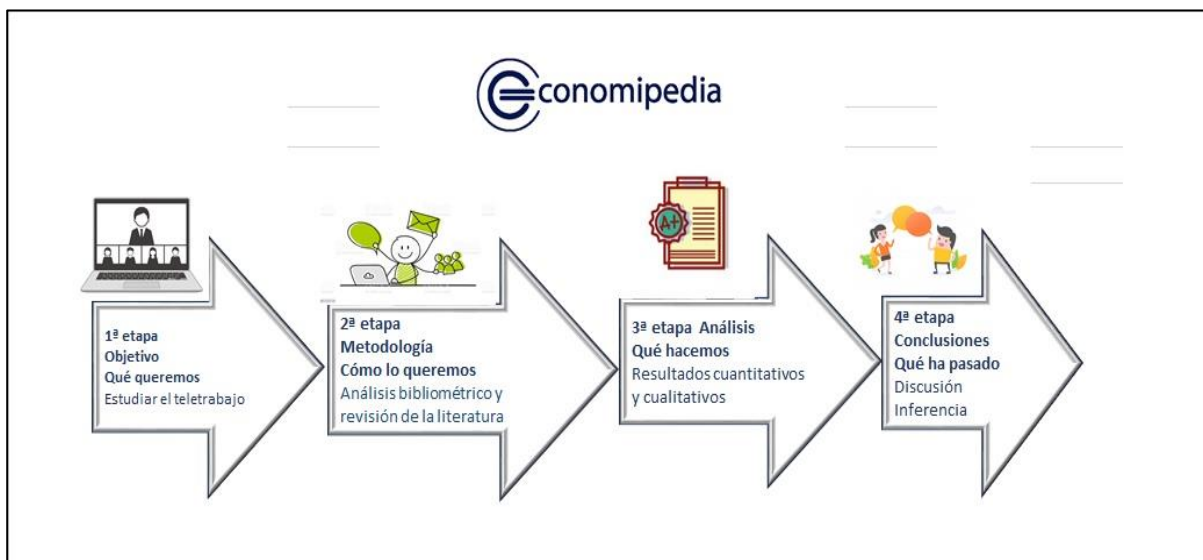 economipedia
1ª etapa
Objetivo
Qué queremos
Estudiar el teletrabajo
2ª etapa
Metodología
Cómo lo queremos
Análisis bibliométrico y
revisión de la literatura
A+
3ª etapa Análisis
Qué hacemos
Resultados cuantitativos
y cualitativos
4ª etapa
Conclusiones
Qué ha pasado
Discusión
Inferencia